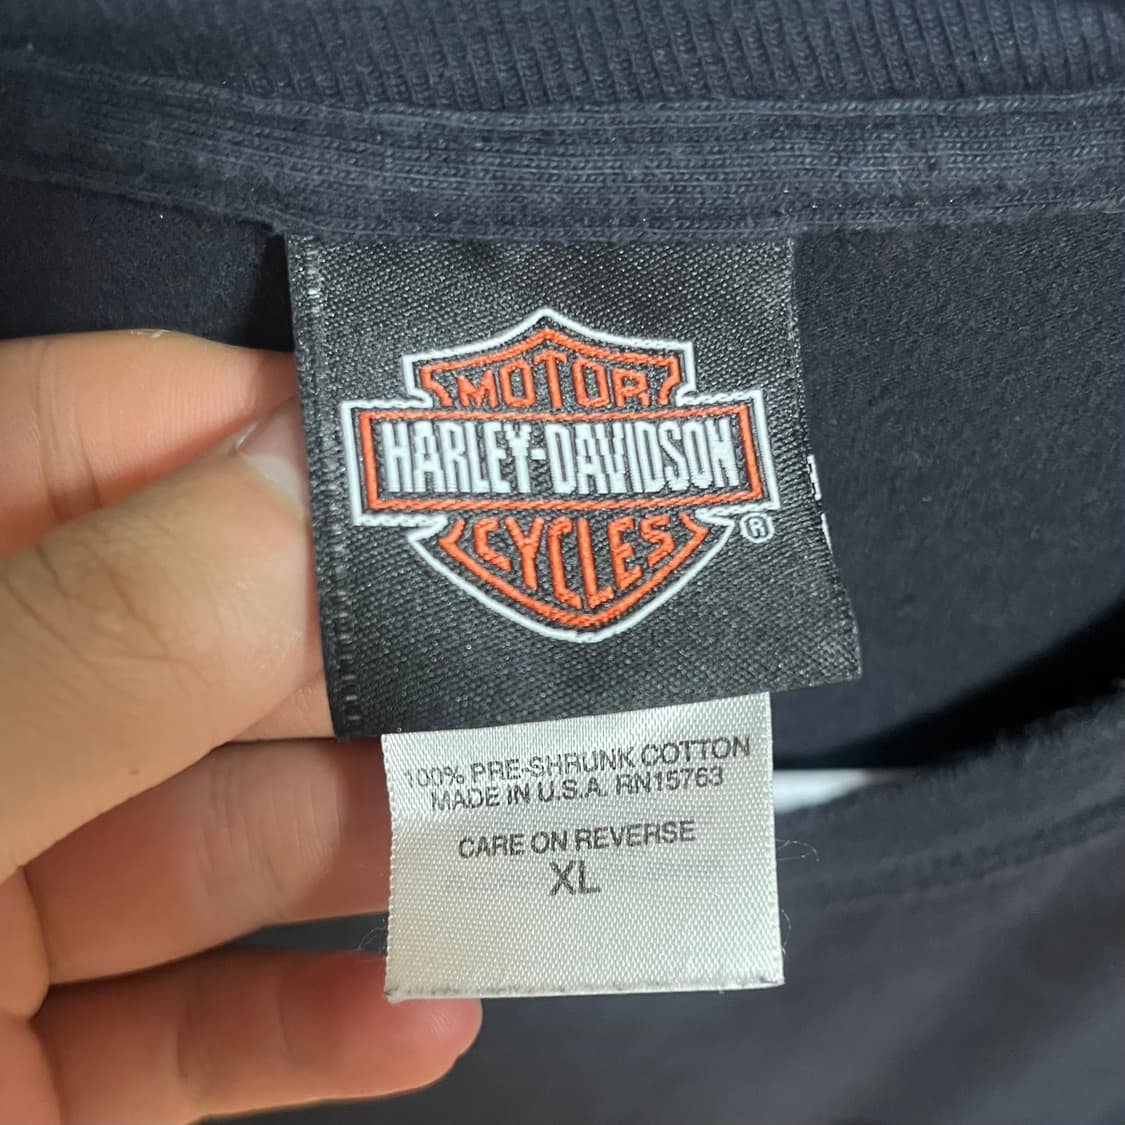 MOTOR
HARLEY-DAVIDSON
CYCLES
®
100% PRE-SHRUNK COTTON
MADE IN U.S.A. RN15763
CARE ON REVERSE
XL